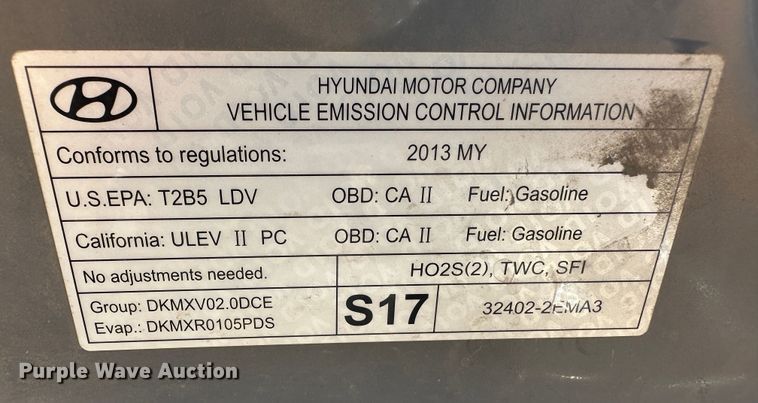 HYUNDAI MOTOR COMPANY
VEHICLE EMISSION CONTROL INFORMATION
Conforms to regulations: 2013 MY
U.S.EPA: T2B5 LDV OBD: CA II Fuel: Gasoline
California: ULEV II PC OBD: CA II Fuel: Gasoline
No adjustments needed. HO2S(2), TWC, SFI
Group: DKMXV02.0DCE
Evap.: DKMXR0105PDS
S17
32402-2EMA3
Purple Wave Auction